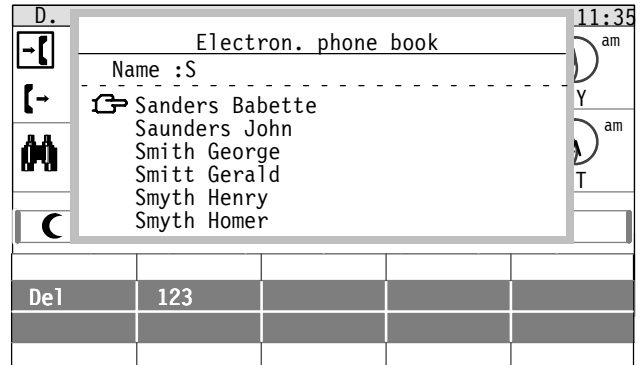 D. 11:35
am
Electron. phone book
Name :S
Y
Sanders Babette
Saunders John
am
Smith George
Smitt Gerald
T
Smyth Henry
Smyth Homer
Del 123